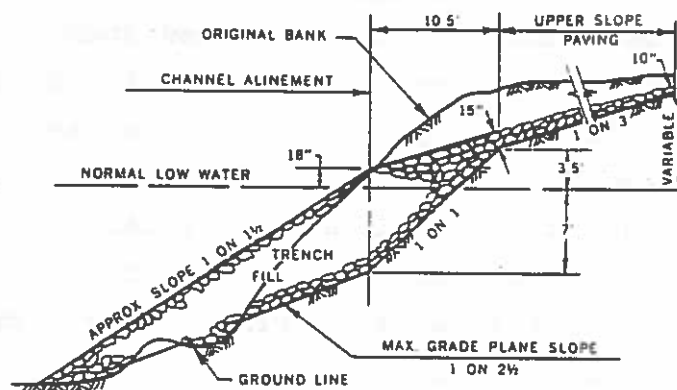 10 5'
UPPER SLOPE
PAVING
ORIGINAL BANK
10"
CHANNEL ALINEMENT
15"
1 ON 3
18"
NORMAL LOW WATER
VARIABLE
3.5'
1 ON 1
7'
APPROX SLOPE 1 ON 1½
TRENCH
FILL
MAX. GRADE PLANE SLOPE
1 ON 2½
GROUND LINE